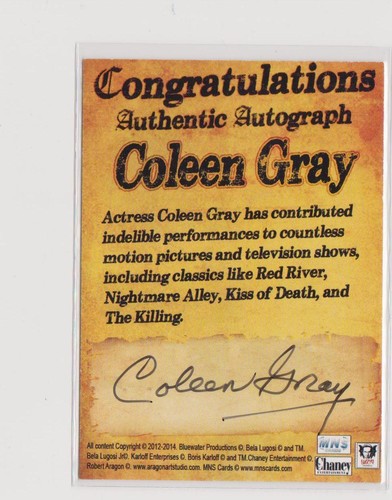 Congratulations
Authentic Autograph
Coleen Gray
Actress Coleen Gray has contributed
indelible performances to countless
motion pictures and television shows,
including classics like Red River,
Nightmare Alley, Kiss of Death, and
The Killing.
Coleen Gray
All content Copyright © 2012-2014. Bluewater Productions ©, Bela Lugosi © and TM.
Bela Lugosi Jr©. Karloff Enterprises ©. Boris Karloff © and TM.Chaney Entertainment ©.
Robert Aragon ©. www.aragonartstudio.com. MNS Cards © www.mnscards.com
MNS
Chaney
ENTERTAINMENT